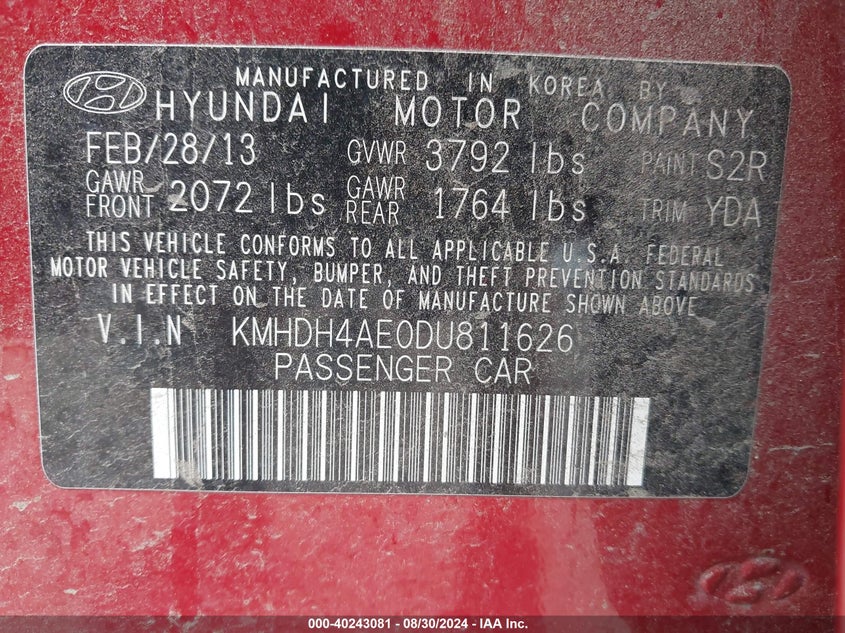 MANUFACTURED IN KOREA BY
HYUNDAI MOTOR COMPANY
FEB/28/13 GVWR 3792 lbs PAINT S2R
GAWR FRONT 2072 lbs GAWR REAR 1764 lbs TRIM YDA
THIS VEHICLE CONFORMS TO ALL APPLICABLE U.S.A. FEDERAL
MOTOR VEHICLE SAFETY, BUMPER, AND THEFT PREVENTION STANDARDS
IN EFFECT ON THE DATE OF MANUFACTURE SHOWN ABOVE
V.I.N KMHDH4AE0DU811626
PASSENGER CAR
000-40243081 - 08/30/2024 - IAA Inc.